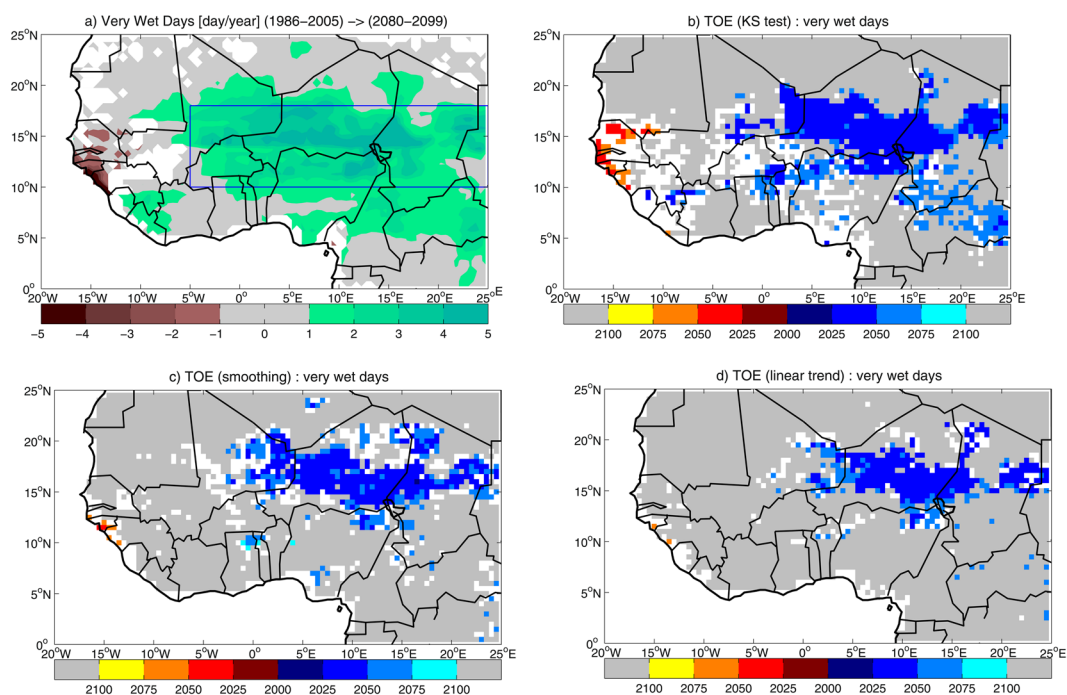 a) Very Wet Days [day/year] (1986–2005) –> (2080–2099)
25°N
20°N
15°N
10°N
5°N
0°
20°W 15°W 10°W 5°W 0° 5°E 10°E 15°E 20°E 25°E
−5 −4 −3 −2 −1 0 1 2 3 4 5
b) TOE (KS test) : very wet days
25°N
20°N
15°N
10°N
5°N
0°
20°W 15°W 10°W 5°W 0° 5°E 10°E 15°E 20°E 25°E
2100 2075 2050 2025 2000 2025 2050 2075 2100
c) TOE (smoothing) : very wet days
25°N
20°N
15°N
10°N
5°N
0°
20°W 15°W 10°W 5°W 0° 5°E 10°E 15°E 20°E 25°E
2100 2075 2050 2025 2000 2025 2050 2075 2100
d) TOE (linear trend) : very wet days
25°N
20°N
15°N
10°N
5°N
0°
20°W 15°W 10°W 5°W 0° 5°E 10°E 15°E 20°E 25°E
2100 2075 2050 2025 2000 2025 2050 2075 2100